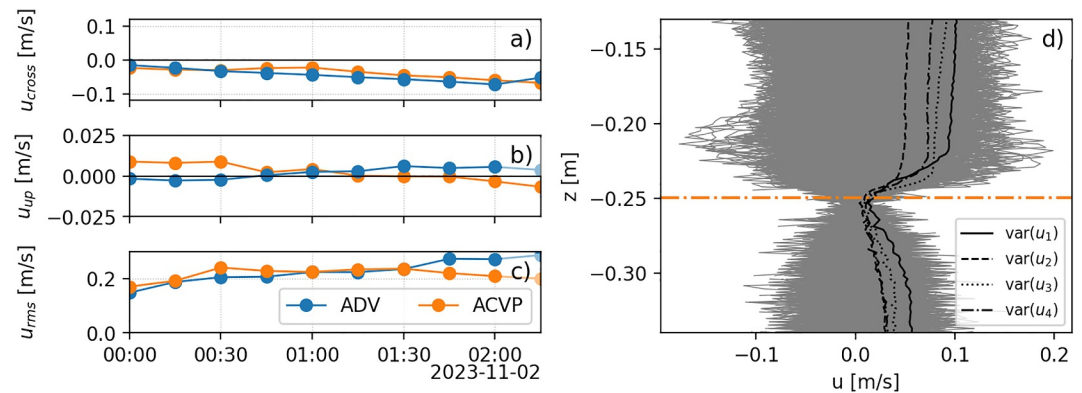 u_cross [m/s]
0.1
0.0
−0.1
a)
u_up [m/s]
0.025
0.000
−0.025
b)
u_rms [m/s]
0.2
0.0
c)
ADV
ACVP
00:00
00:30
01:00
01:30
02:00
2023-11-02
z [m]
−0.15
−0.20
−0.25
−0.30
d)
var(u₁)
var(u₂)
var(u₃)
var(u₄)
−0.1
0.0
0.1
0.2
u [m/s]